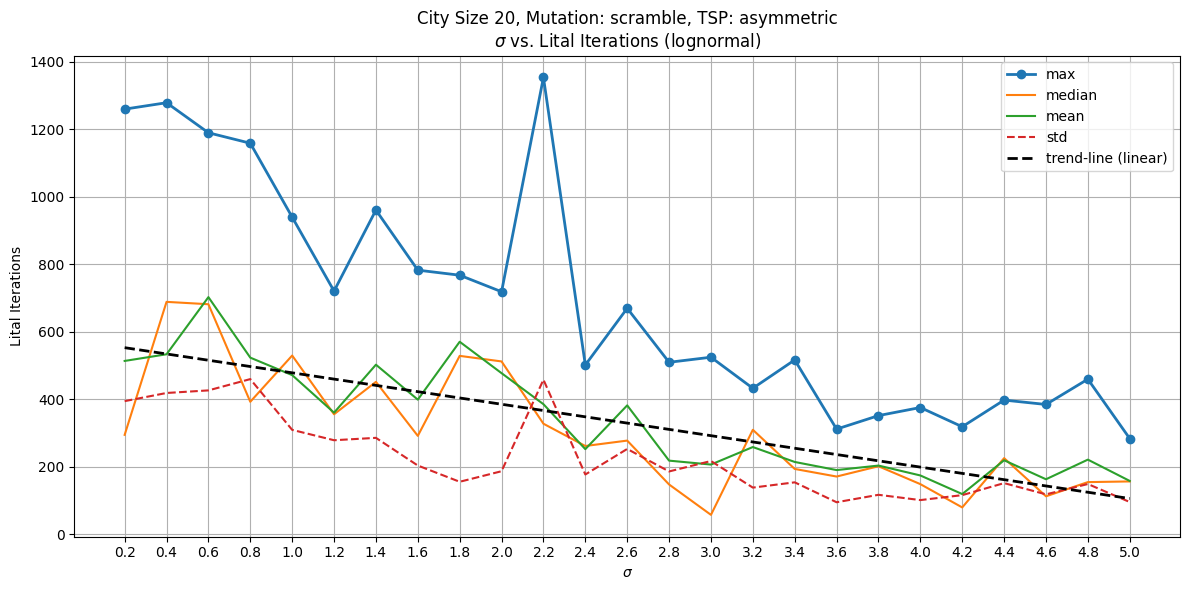 City Size 20, Mutation: scramble, TSP: asymmetric
σ vs. Lital Iterations (lognormal)
1400
1200
1000
800
600
400
200
0
Lital Iterations
max
median
mean
std
trend-line (linear)
0.2 0.4 0.6 0.8 1.0 1.2 1.4 1.6 1.8 2.0 2.2 2.4 2.6 2.8 3.0 3.2 3.4 3.6 3.8 4.0 4.2 4.4 4.6 4.8 5.0
σ